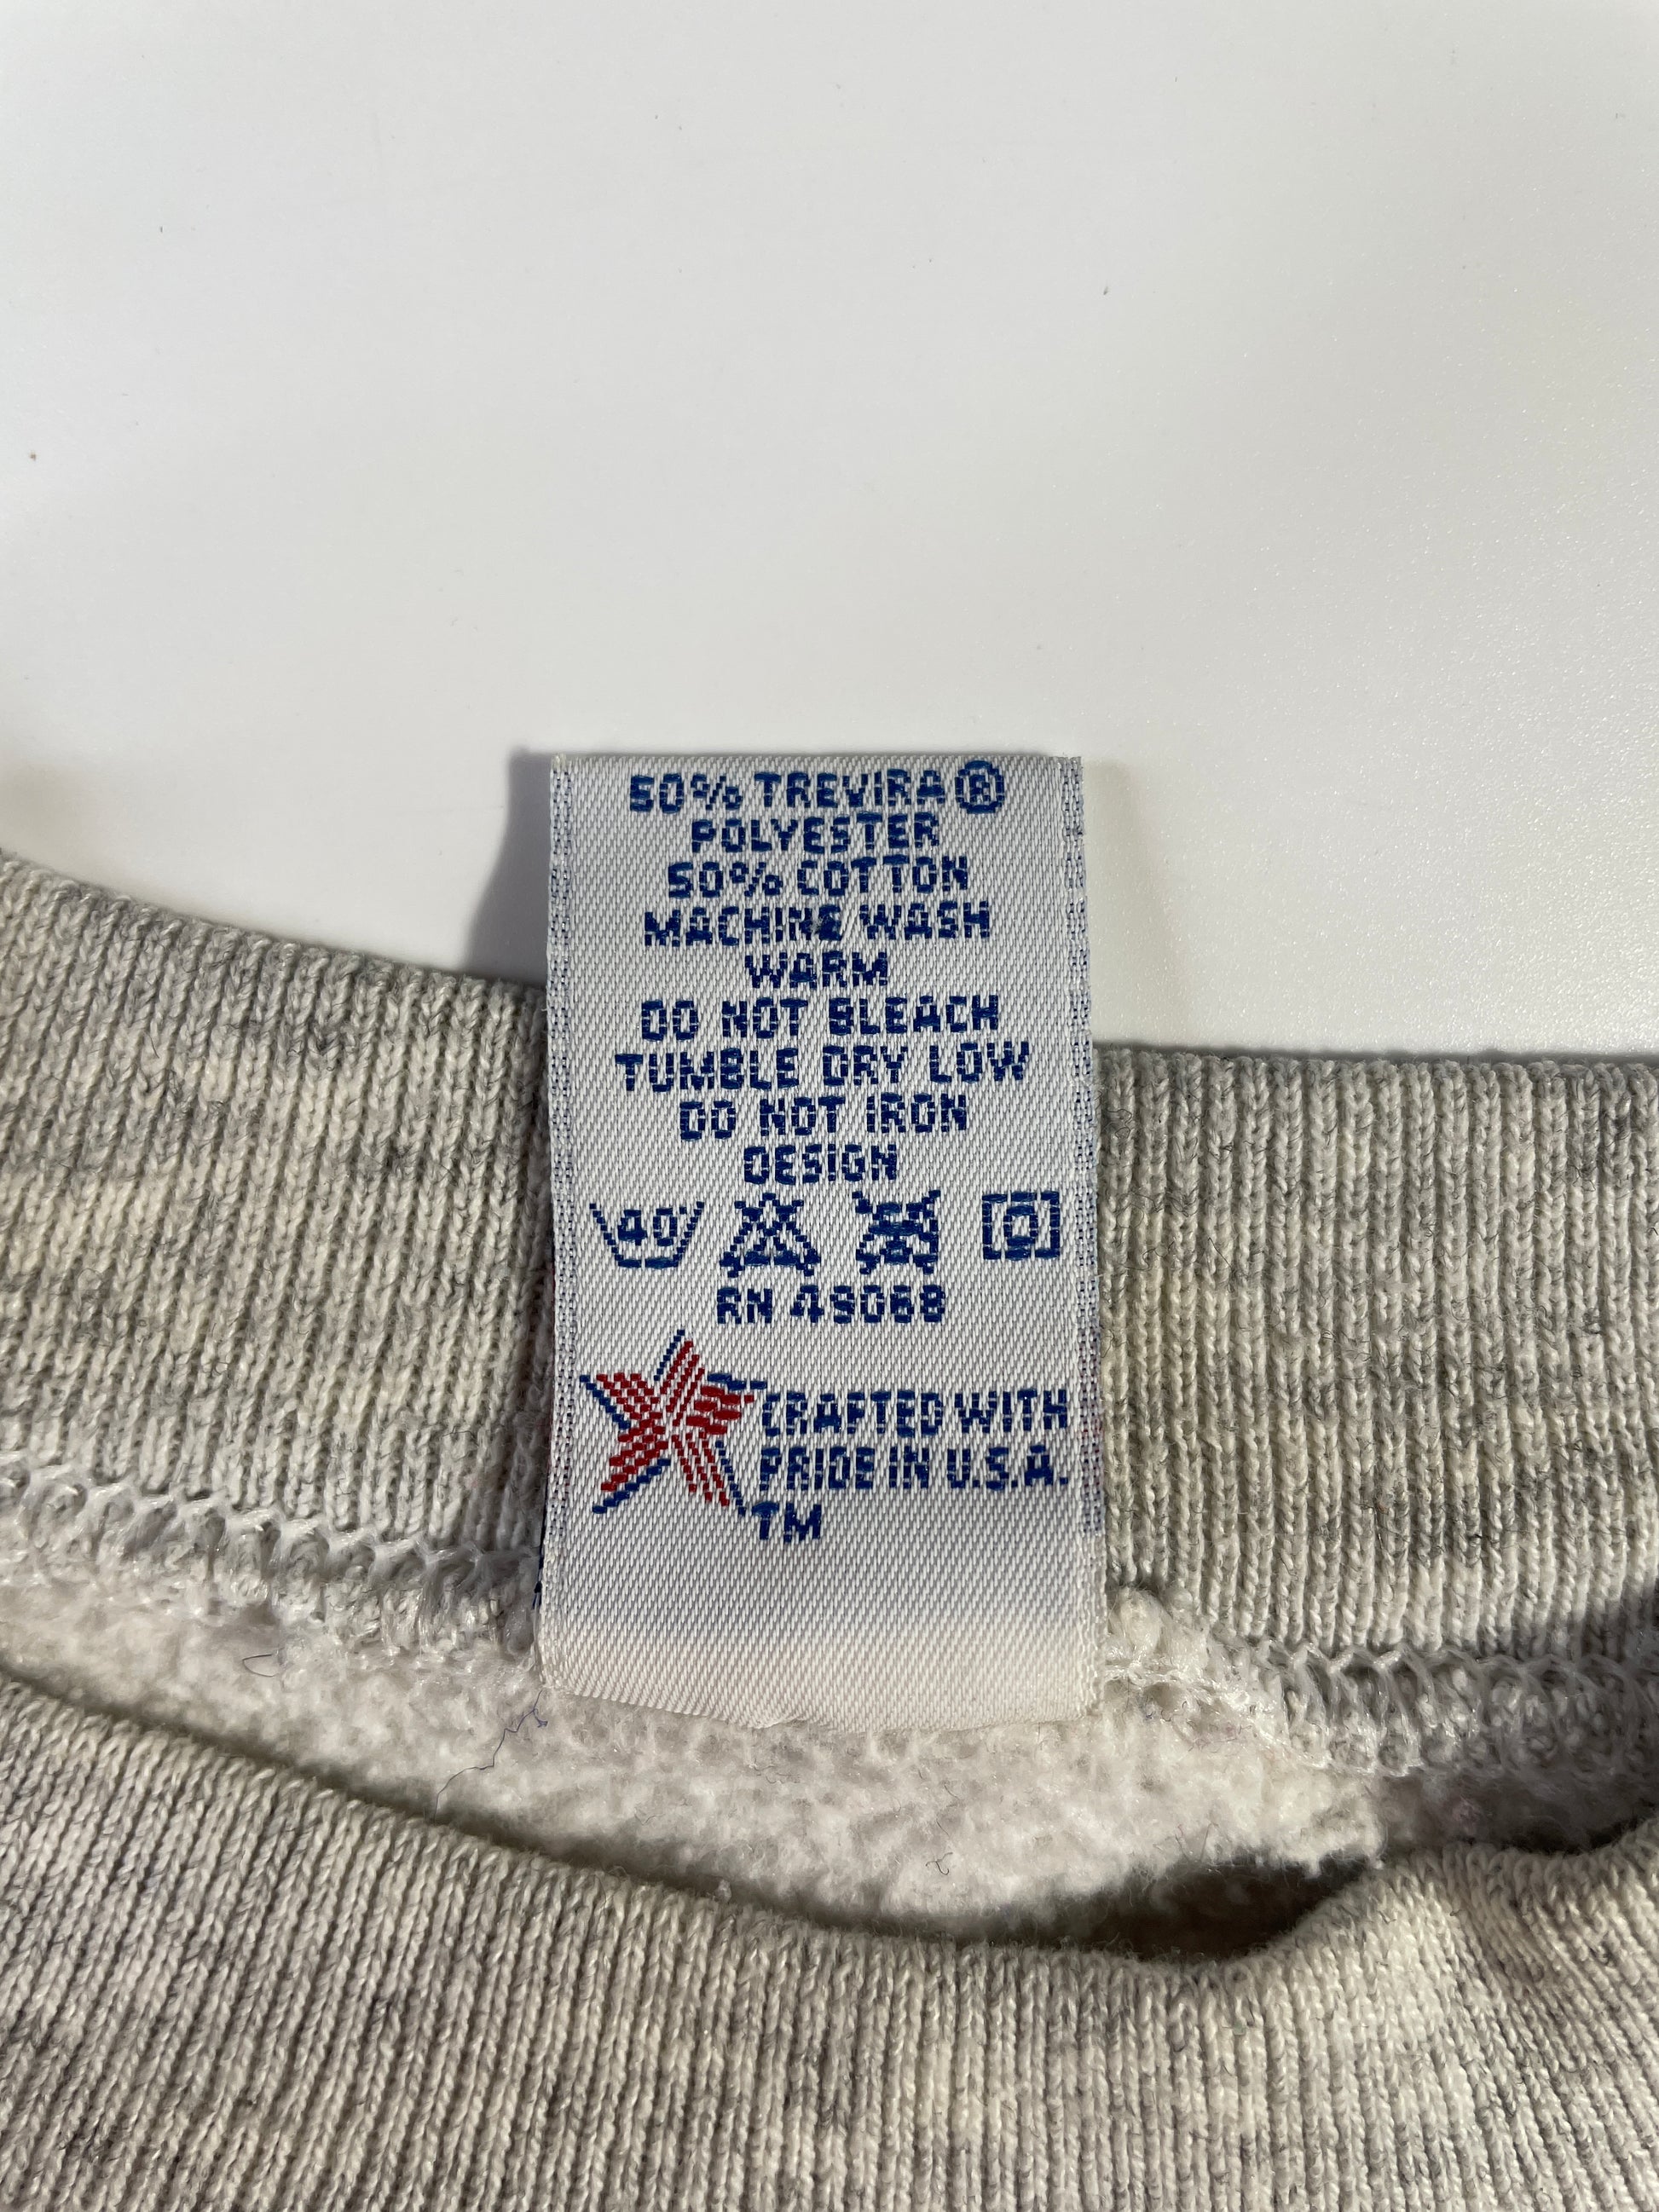 50% TREVIRA®
POLYESTER
50% COTTON
MACHINE WASH
WARM
DO NOT BLEACH
TUMBLE DRY LOW
DO NOT IRON
DESIGN
40
RN 49068
CRAFTED WITH
PRIDE IN U.S.A.
TM